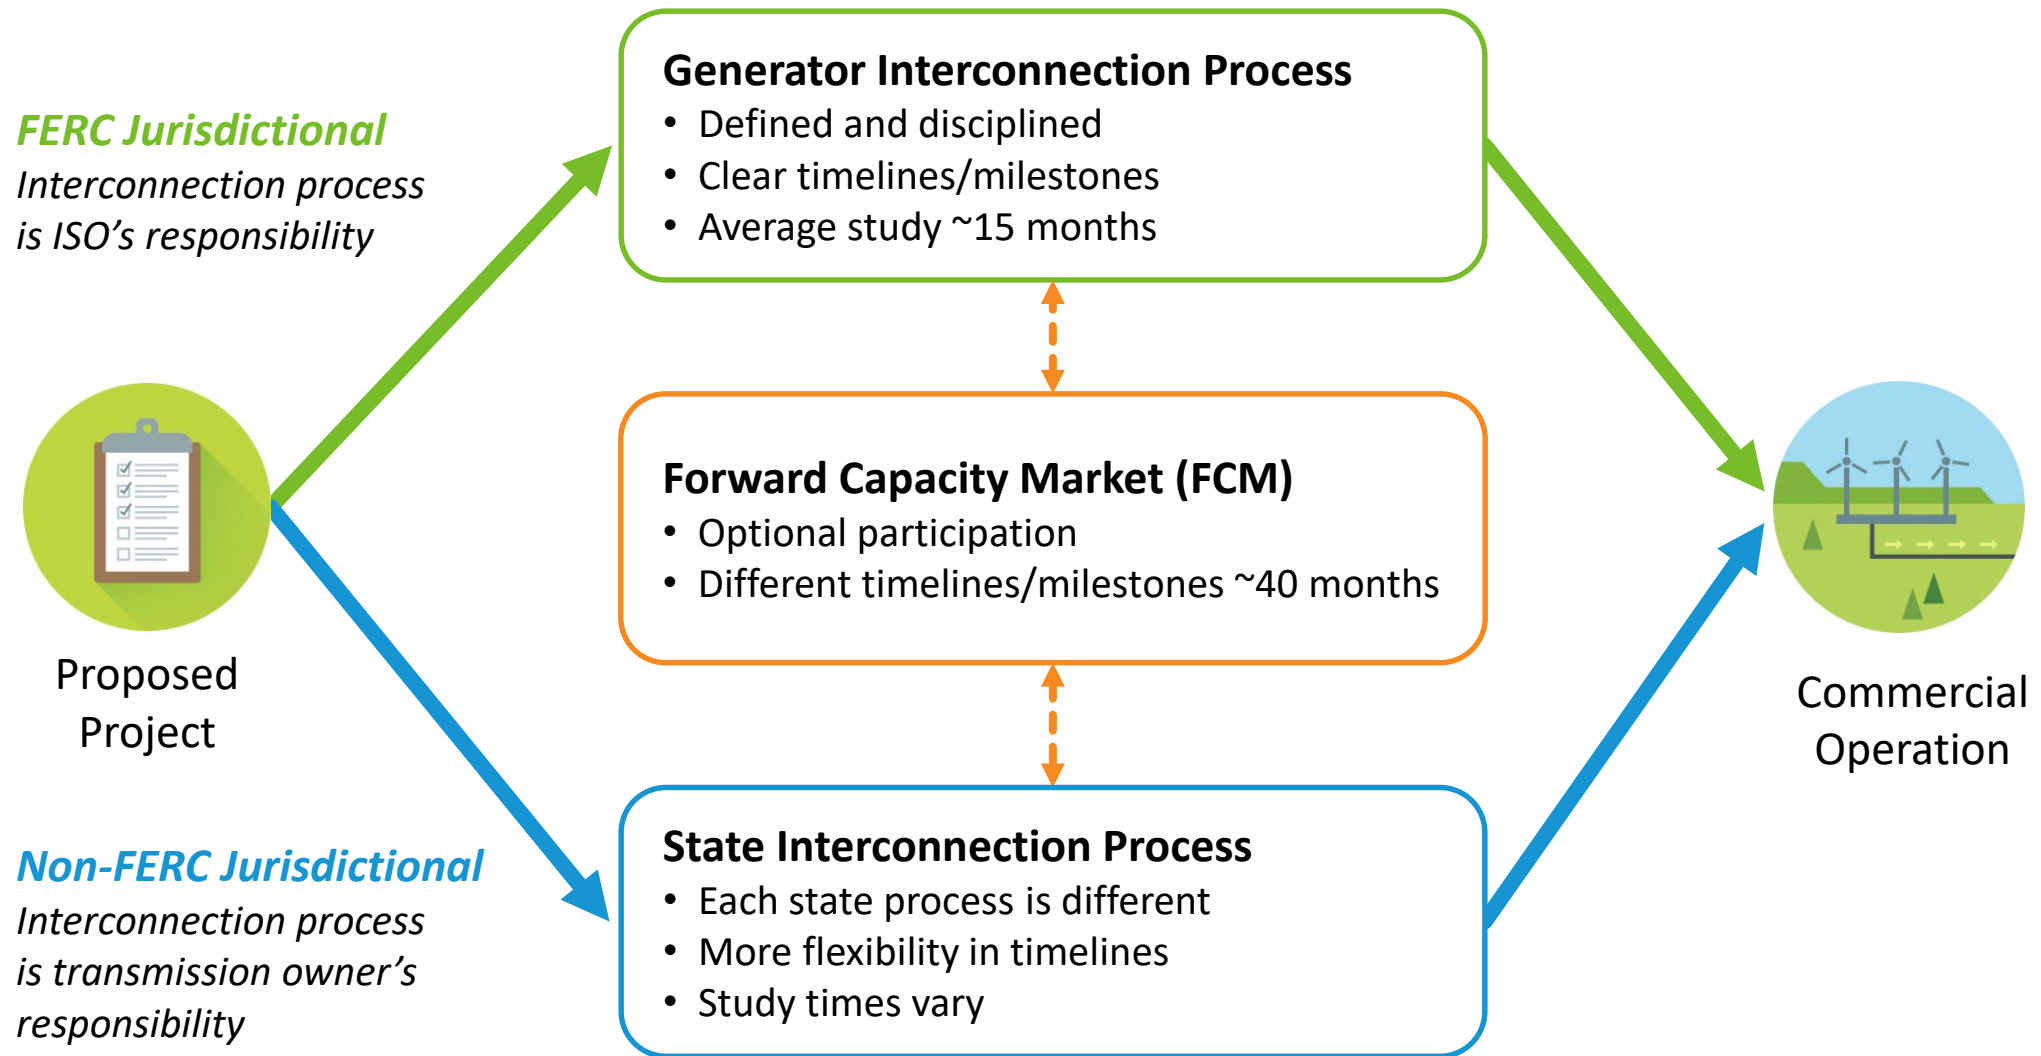 FERC Jurisdictional
Interconnection process
is ISO's responsibility
Generator Interconnection Process
• Defined and disciplined
• Clear timelines/milestones
• Average study ~15 months
Proposed
Project
Forward Capacity Market (FCM)
• Optional participation
• Different timelines/milestones ~40 months
Commercial
Operation
Non-FERC Jurisdictional
Interconnection process
is transmission owner's
responsibility
State Interconnection Process
• Each state process is different
• More flexibility in timelines
• Study times vary